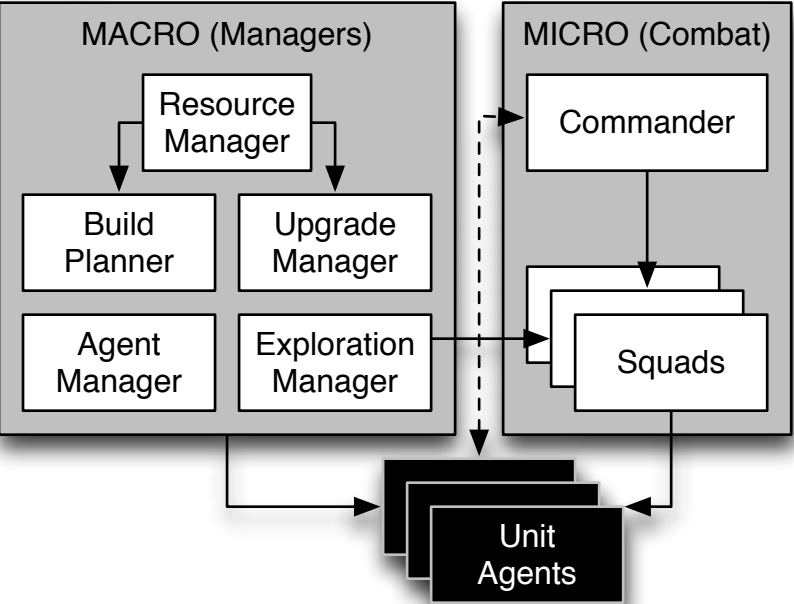 MACRO (Managers)
Resource
Manager
Build
Planner
Upgrade
Manager
Agent
Manager
Exploration
Manager
MICRO (Combat)
Commander
Squads
Unit
Agents